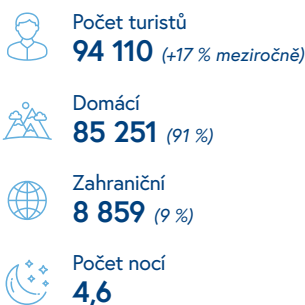 Počet turistů
94 110 (+17 % meziročně)
Domácí
85 251 (91 %)
Zahraniční
8 859 (9 %)
Počet nocí
4,6